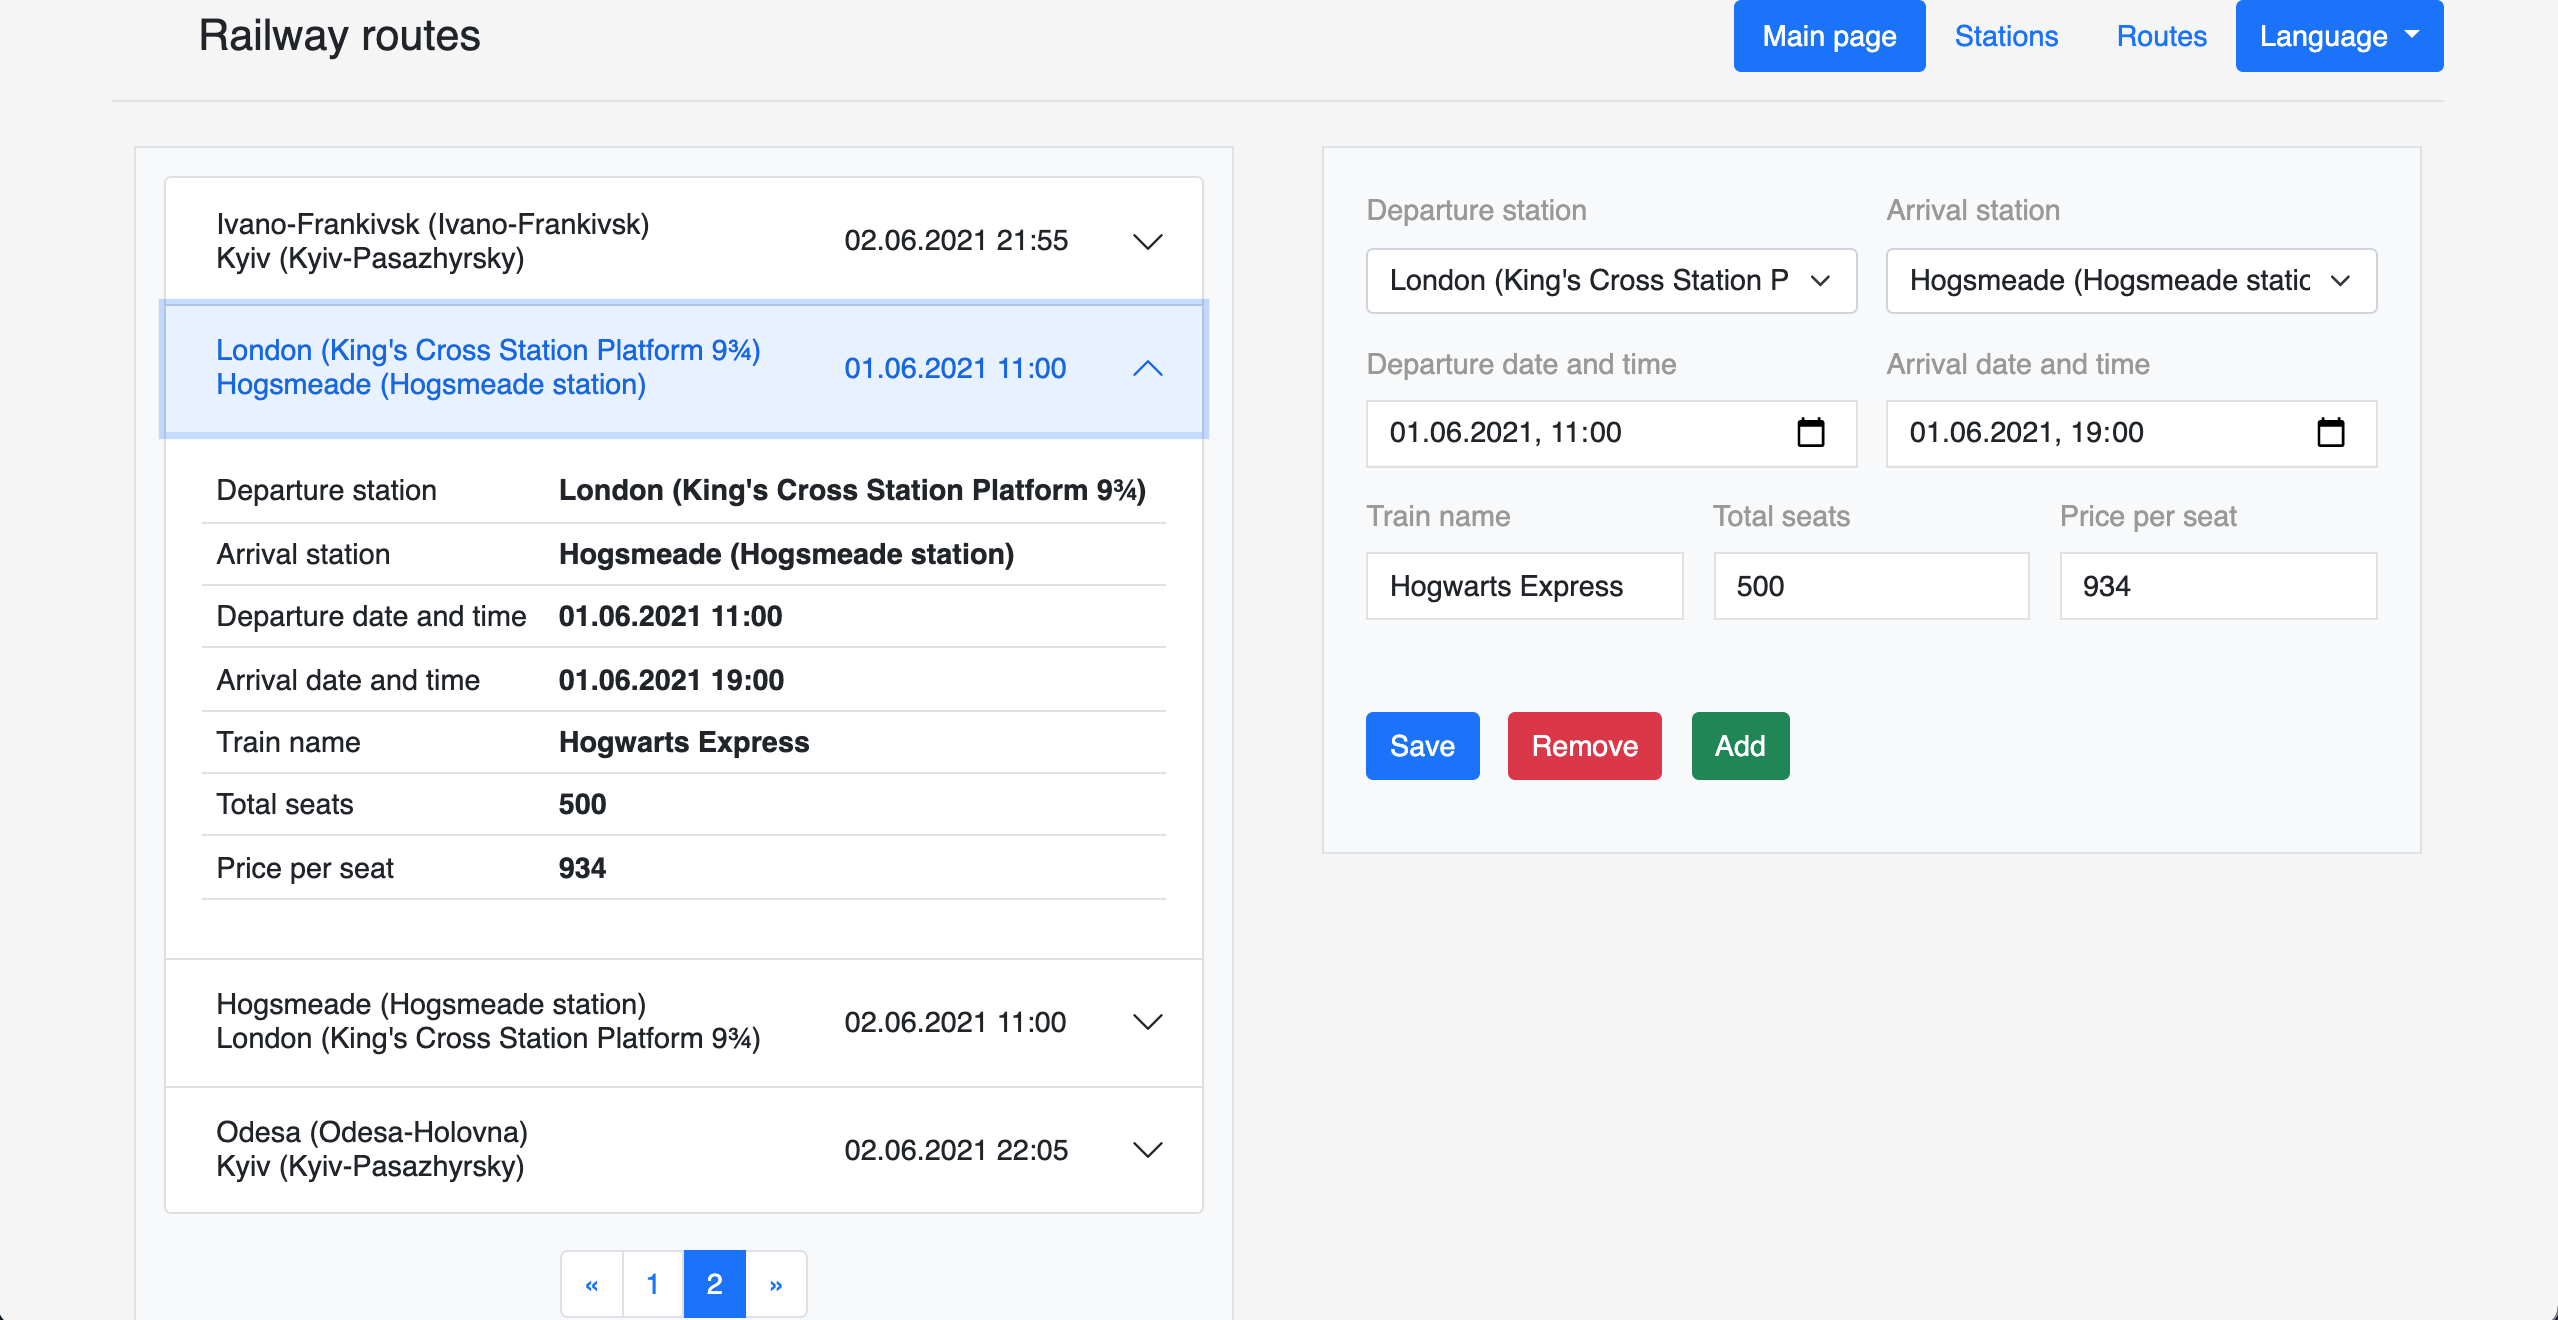 Railway routes
Main page
Stations
Routes
Language
Ivano-Frankivsk (Ivano-Frankivsk)
Kyiv (Kyiv-Pasazhyrsky)
02.06.2021 21:55
London (King's Cross Station Platform 9¾)
Hogsmeade (Hogsmeade station)
01.06.2021 11:00
Departure station London (King's Cross Station Platform 9¾)
Arrival station Hogsmeade (Hogsmeade station)
Departure date and time 01.06.2021 11:00
Arrival date and time 01.06.2021 19:00
Train name Hogwarts Express
Total seats 500
Price per seat 934
Hogsmeade (Hogsmeade station)
London (King's Cross Station Platform 9¾)
02.06.2021 11:00
Odesa (Odesa-Holovna)
Kyiv (Kyiv-Pasazhyrsky)
02.06.2021 22:05
« 1 2 »
Departure station Arrival station
London (King's Cross Station P Hogsmeade (Hogsmeade static
Departure date and time Arrival date and time
01.06.2021, 11:00 01.06.2021, 19:00
Train name Total seats Price per seat
Hogwarts Express 500 934
Save Remove Add